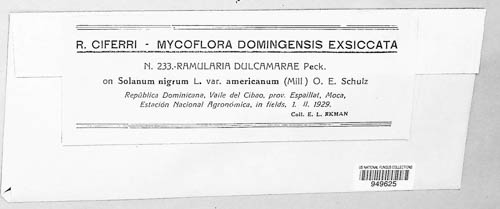 R. CIFERRI - MYCOFLORA DOMINGENSIS EXSICCATA
N. 233.-RAMULARIA DULCAMARAE Peck.
on Solanum nigrum L. var. americanum (Mill) O. E. Schulz
República Dominicana, Valle del Cibao, prov. Espaillat, Moca,
Estación Nacional Agronómica, in fields, 1. II. 1929.
Coll. E. L. EKMAN
US NATIONAL FUNGUS COLLECTIONS
949625